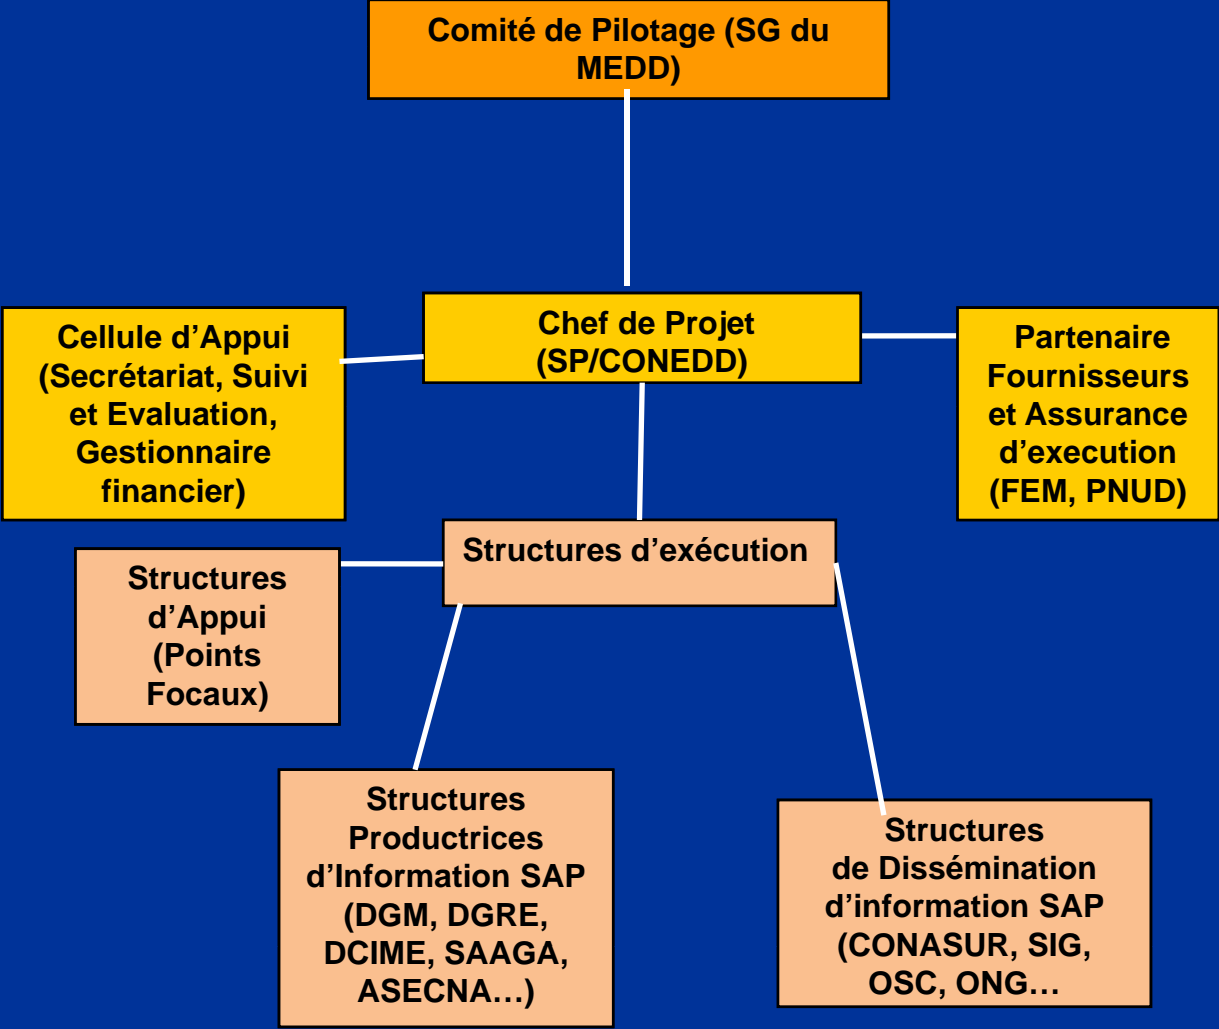 Comité de Pilotage (SG du
MEDD)
Chef de Projet
(SP/CONEDD)
Cellule d’Appui
(Secrétariat, Suivi
et Evaluation,
Gestionnaire
financier)
Partenaire
Fournisseurs
et Assurance
d’execution
(FEM, PNUD)
Structures d’exécution
Structures
d’Appui
(Points
Focaux)
Structures
Productrices
d’Information SAP
(DGM, DGRE,
DCIME, SAAGA,
ASECNA…)
Structures
de Dissémination
d’information SAP
(CONASUR, SIG,
OSC, ONG…